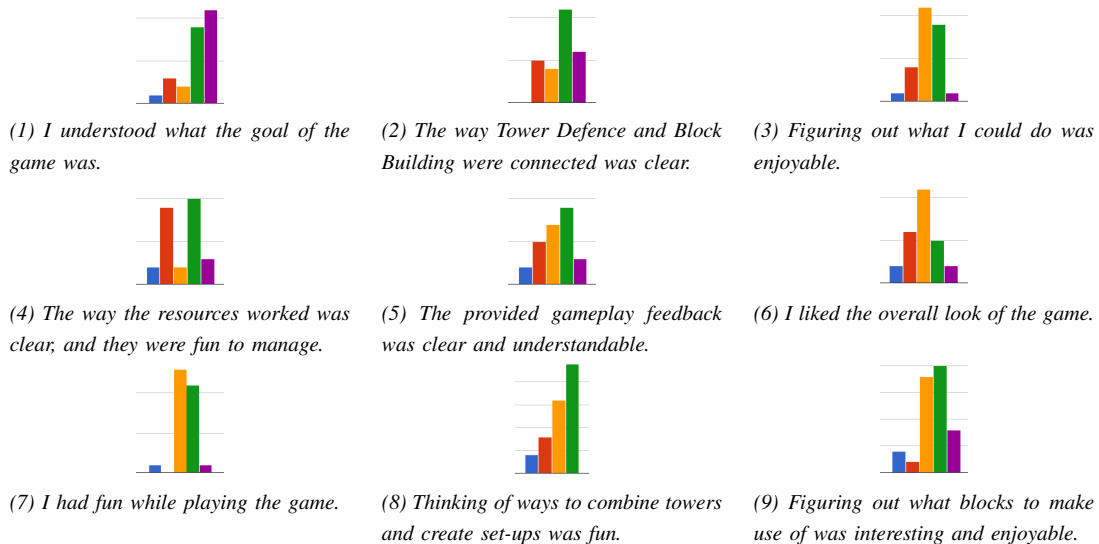 (1) I understood what the goal of the
game was.
(2) The way Tower Defence and Block
Building were connected was clear.
(3) Figuring out what I could do was
enjoyable.
(4) The way the resources worked was
clear, and they were fun to manage.
(5) The provided gameplay feedback
was clear and understandable.
(6) I liked the overall look of the game.
(7) I had fun while playing the game.
(8) Thinking of ways to combine towers
and create set-ups was fun.
(9) Figuring out what blocks to make
use of was interesting and enjoyable.